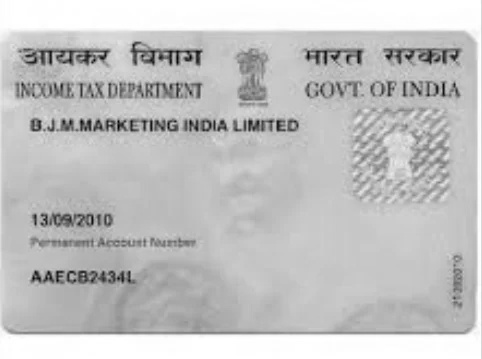 आयकर विभाग
भारत सरकार
INCOME TAX DEPARTMENT
GOVT. OF INDIA
B.J.M.MARKETING INDIA LIMITED
13/09/2010
Permanent Account Number
AAECB2434L